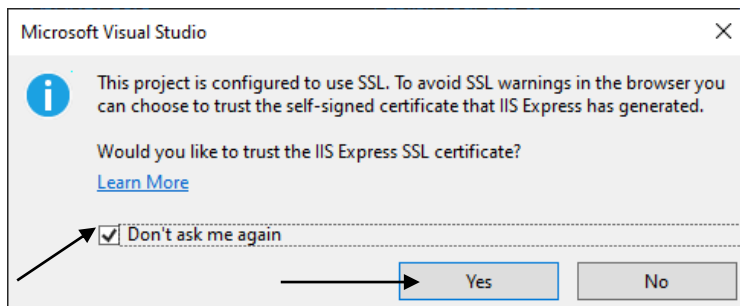 Microsoft Visual Studio
This project is configured to use SSL. To avoid SSL warnings in the browser you
can choose to trust the self-signed certificate that IIS Express has generated.
Would you like to trust the IIS Express SSL certificate?
Learn More
Don't ask me again
Yes No